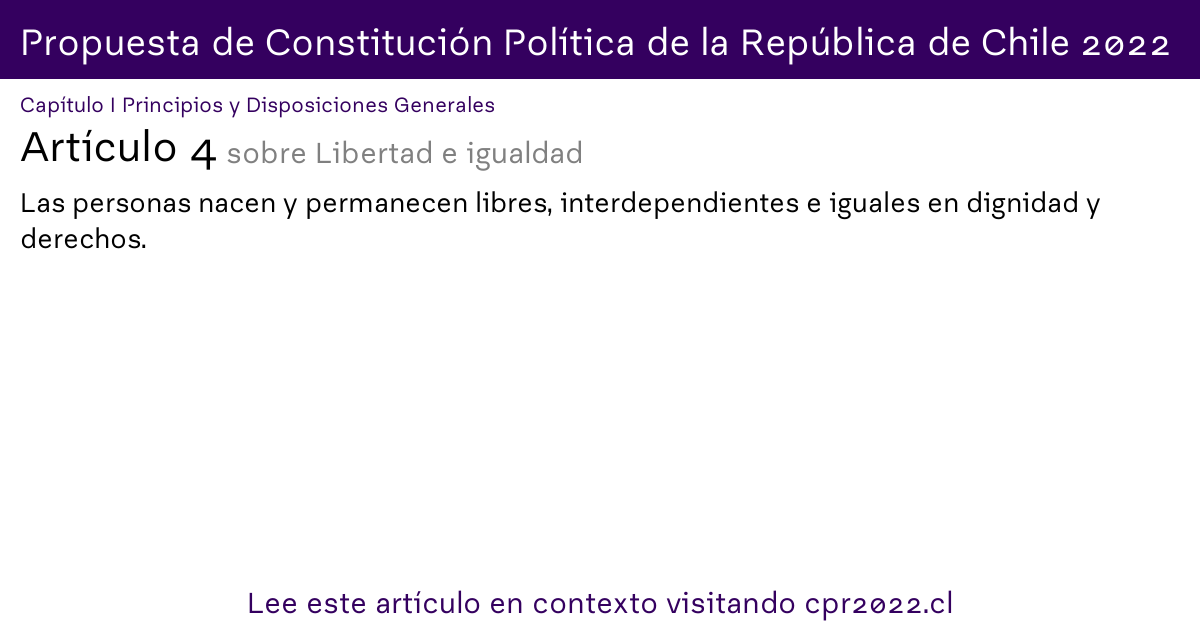 Propuesta de Constitución Política de la República de Chile 2022
Capítulo I Principios y Disposiciones Generales
Artículo 4 sobre Libertad e igualdad
Las personas nacen y permanecen libres, interdependientes e iguales en dignidad y
derechos.
Lee este artículo en contexto visitando cpr2022.cl